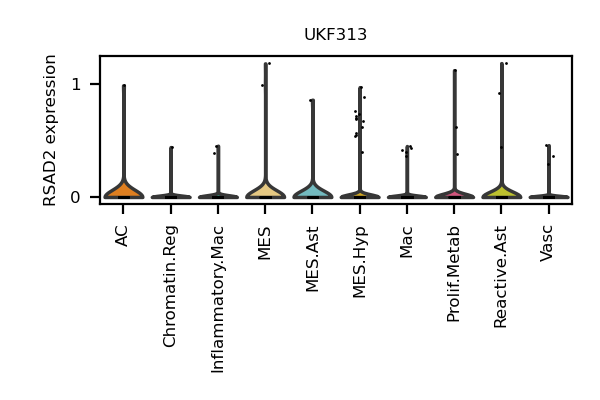 UKF313
RSAD2 expression
1
0
AC
Chromatin.Reg
Inflammatory.Mac
MES
MES.Ast
MES.Hyp
Mac
Prolif.Metab
Reactive.Ast
Vasc